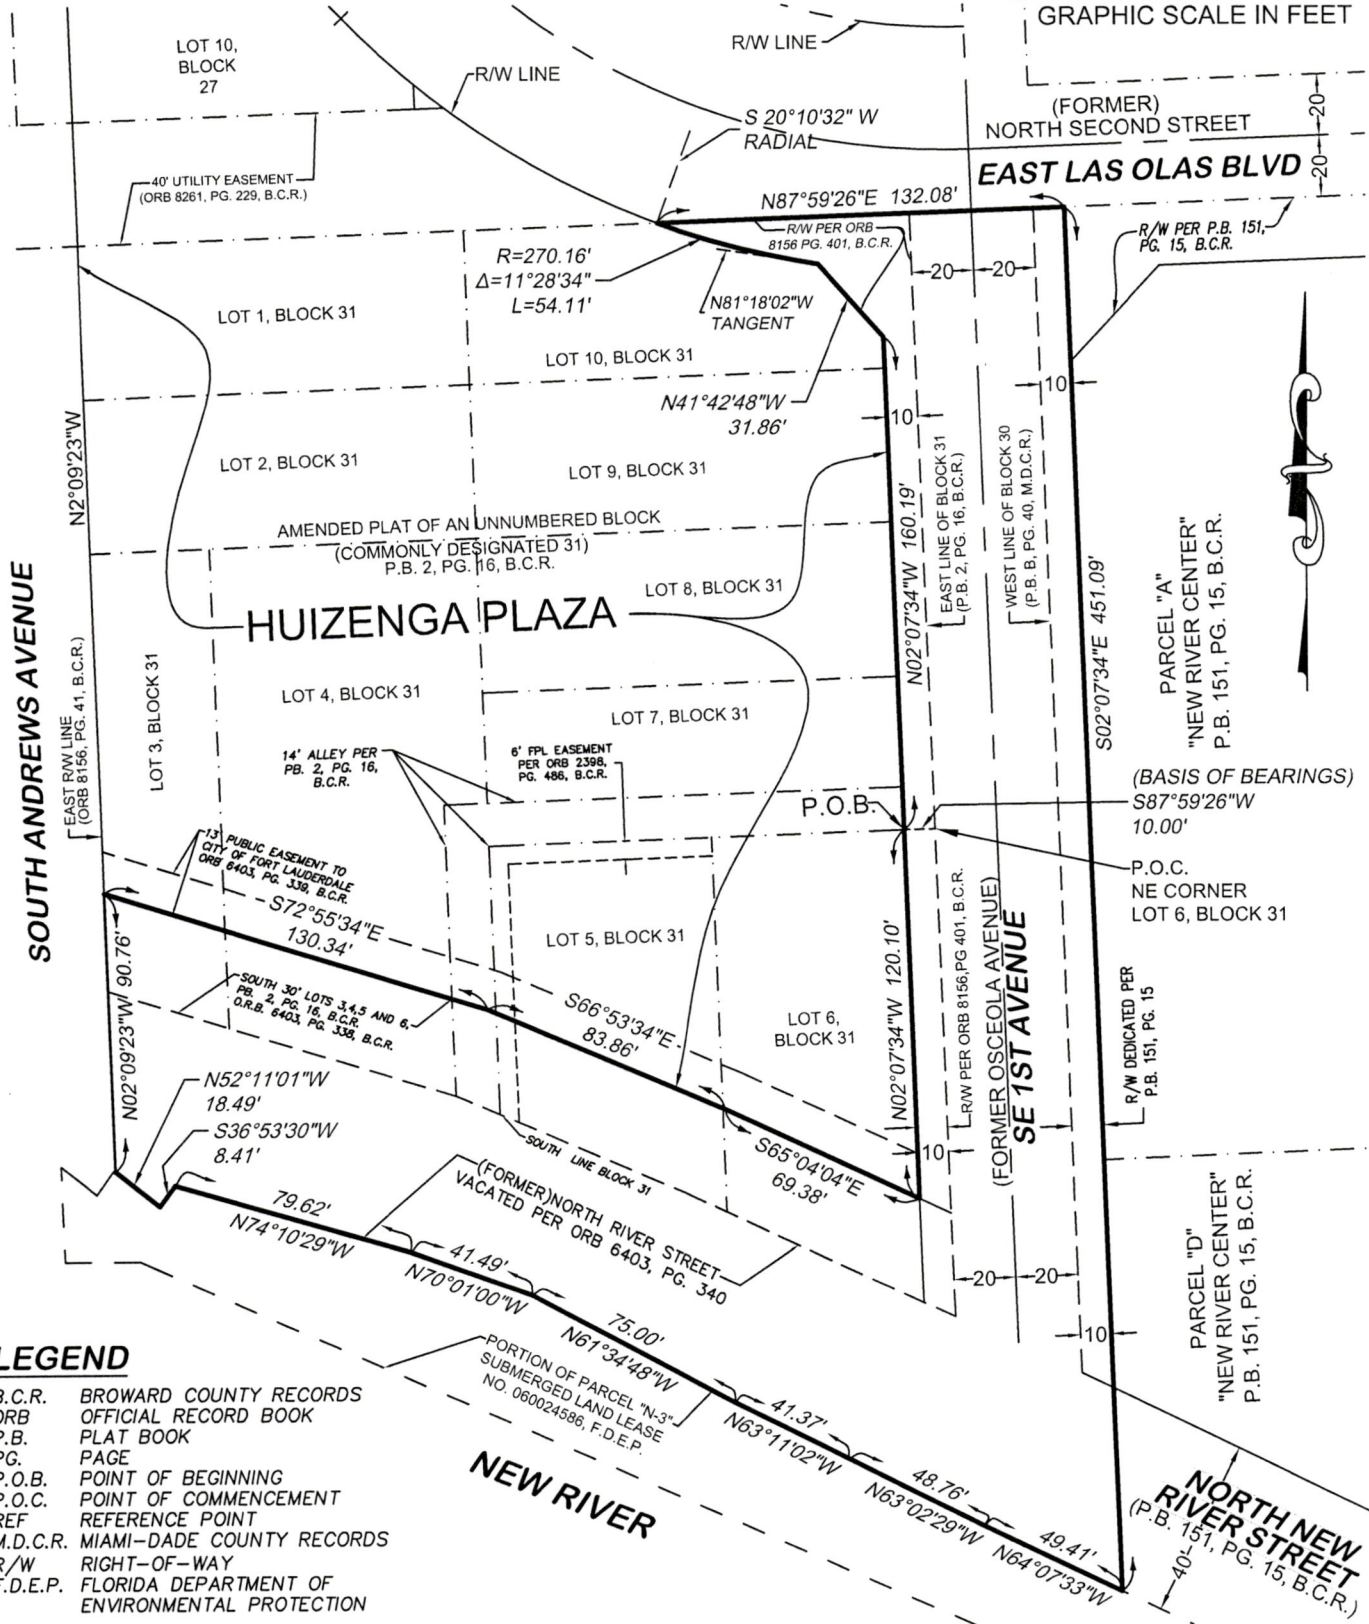 GRAPHIC SCALE IN FEET
LOT 10,
BLOCK
27
R/W LINE
R/W LINE
S 20°10'32" W
RADIAL
(FORMER)
NORTH SECOND STREET
20
20
EAST LAS OLAS BLVD
40' UTILITY EASEMENT
(ORB 8261, PG. 229, B.C.R.)
N87°59'26"E 132.08'
R/W PER ORB
8156 PG. 401, B.C.R.
R/W PER P.B. 151,
PG. 15, B.C.R.
R=270.16'
Δ=11°28'34"
L=54.11'
20
20
N81°18'02"W
TANGENT
LOT 1, BLOCK 31
LOT 10, BLOCK 31
10
N41°42'48"W
31.86'
10
N2°09'23"W
LOT 2, BLOCK 31
LOT 9, BLOCK 31
EAST LINE OF BLOCK 31
(P.B. 2, PG. 16, B.C.R.)
WEST LINE OF BLOCK 30
(P.B. B, PG. 40, M.D.C.R.)
AMENDED PLAT OF AN UNNUMBERED BLOCK
(COMMONLY DESIGNATED 31)
P.B. 2, PG. 16, B.C.R.
N02°07'34"W 160.19'
S02°07'34"E 451.09'
PARCEL "A"
"NEW RIVER CENTER"
P.B. 151, PG. 15, B.C.R.
LOT 8, BLOCK 31
HUIZENGA PLAZA
SOUTH ANDREWS AVENUE
EAST R/W LINE
(ORB 8156, PG. 41, B.C.R.)
LOT 3, BLOCK 31
LOT 4, BLOCK 31
LOT 7, BLOCK 31
14' ALLEY PER
PB. 2, PG. 16,
B.C.R.
6' FPL EASEMENT
PER ORB 2398,
PG. 486, B.C.R.
P.O.B.
(BASIS OF BEARINGS)
S87°59'26"W
10.00'
P.O.C.
NE CORNER
LOT 6, BLOCK 31
13' PUBLIC EASEMENT TO
CITY OF FORT LAUDERDALE
ORB 6403, PG. 339, B.C.R.
S72°55'34"E
130.34'
LOT 5, BLOCK 31
R/W PER ORB 8156,PG 401, B.C.R.
(FORMER OSCEOLA AVENUE)
SE 1ST AVENUE
N02°09'23"W 90.76'
SOUTH 30' LOTS 3,4,5 AND 6,
PB. 2, PG. 16, B.C.R.
O.R.B. 6403, PG. 338, B.C.R.
S66°53'34"E
83.86'
LOT 6,
BLOCK 31
N02°07'34"W 120.10'
R/W DEDICATED PER
P.B. 151, PG. 15
N52°11'01"W
18.49'
S36°53'30"W
8.41'
SOUTH LINE BLOCK 31
S65°04'04"E
69.38'
10
79.62'
N74°10'29"W
(FORMER)NORTH RIVER STREET
VACATED PER ORB 6403, PG. 340
41.49'
N70°01'00"W
20
20
PARCEL "D"
"NEW RIVER CENTER"
P.B. 151, PG. 15, B.C.R.
75.00'
N61°34'48"W
10
PORTION OF PARCEL "N-3"
SUBMERGED LAND LEASE
NO. 060024586, F.D.E.P.
41.37'
N63°11'02"W
48.76'
N63°02'29"W
49.41'
N64°07'33"W
NEW RIVER
NORTH NEW
RIVER STREET
(P.B. 151, PG. 15, B.C.R.)
40'
LEGEND
B.C.R. BROWARD COUNTY RECORDS
ORB OFFICIAL RECORD BOOK
P.B. PLAT BOOK
PG. PAGE
P.O.B. POINT OF BEGINNING
P.O.C. POINT OF COMMENCEMENT
REF REFERENCE POINT
M.D.C.R. MIAMI-DADE COUNTY RECORDS
R/W RIGHT-OF-WAY
F.D.E.P. FLORIDA DEPARTMENT OF
ENVIRONMENTAL PROTECTION